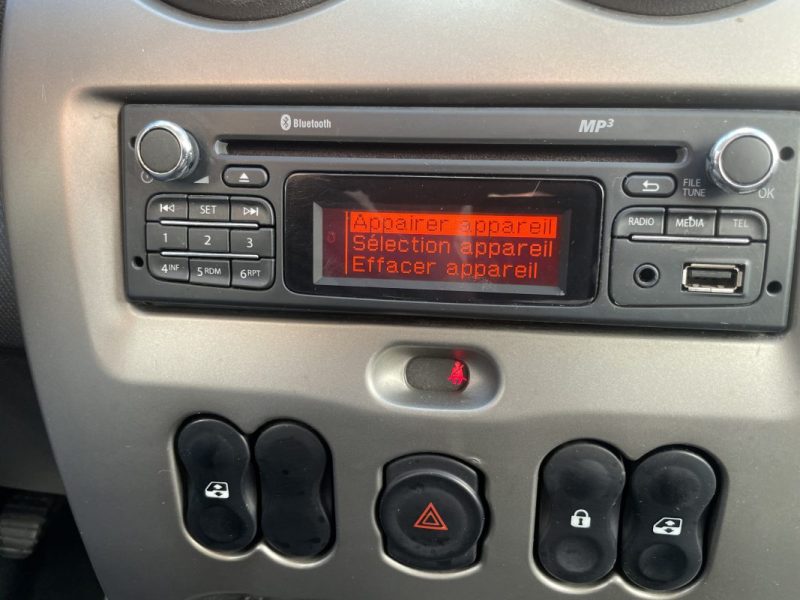 Bluetooth
MP3
FILE
TUNE
OK
SET
RADIO
MEDIA
TEL
1
2
3
4INF
5RDM
6RPT
Appairer appareil
Sélection appareil
Effacer appareil